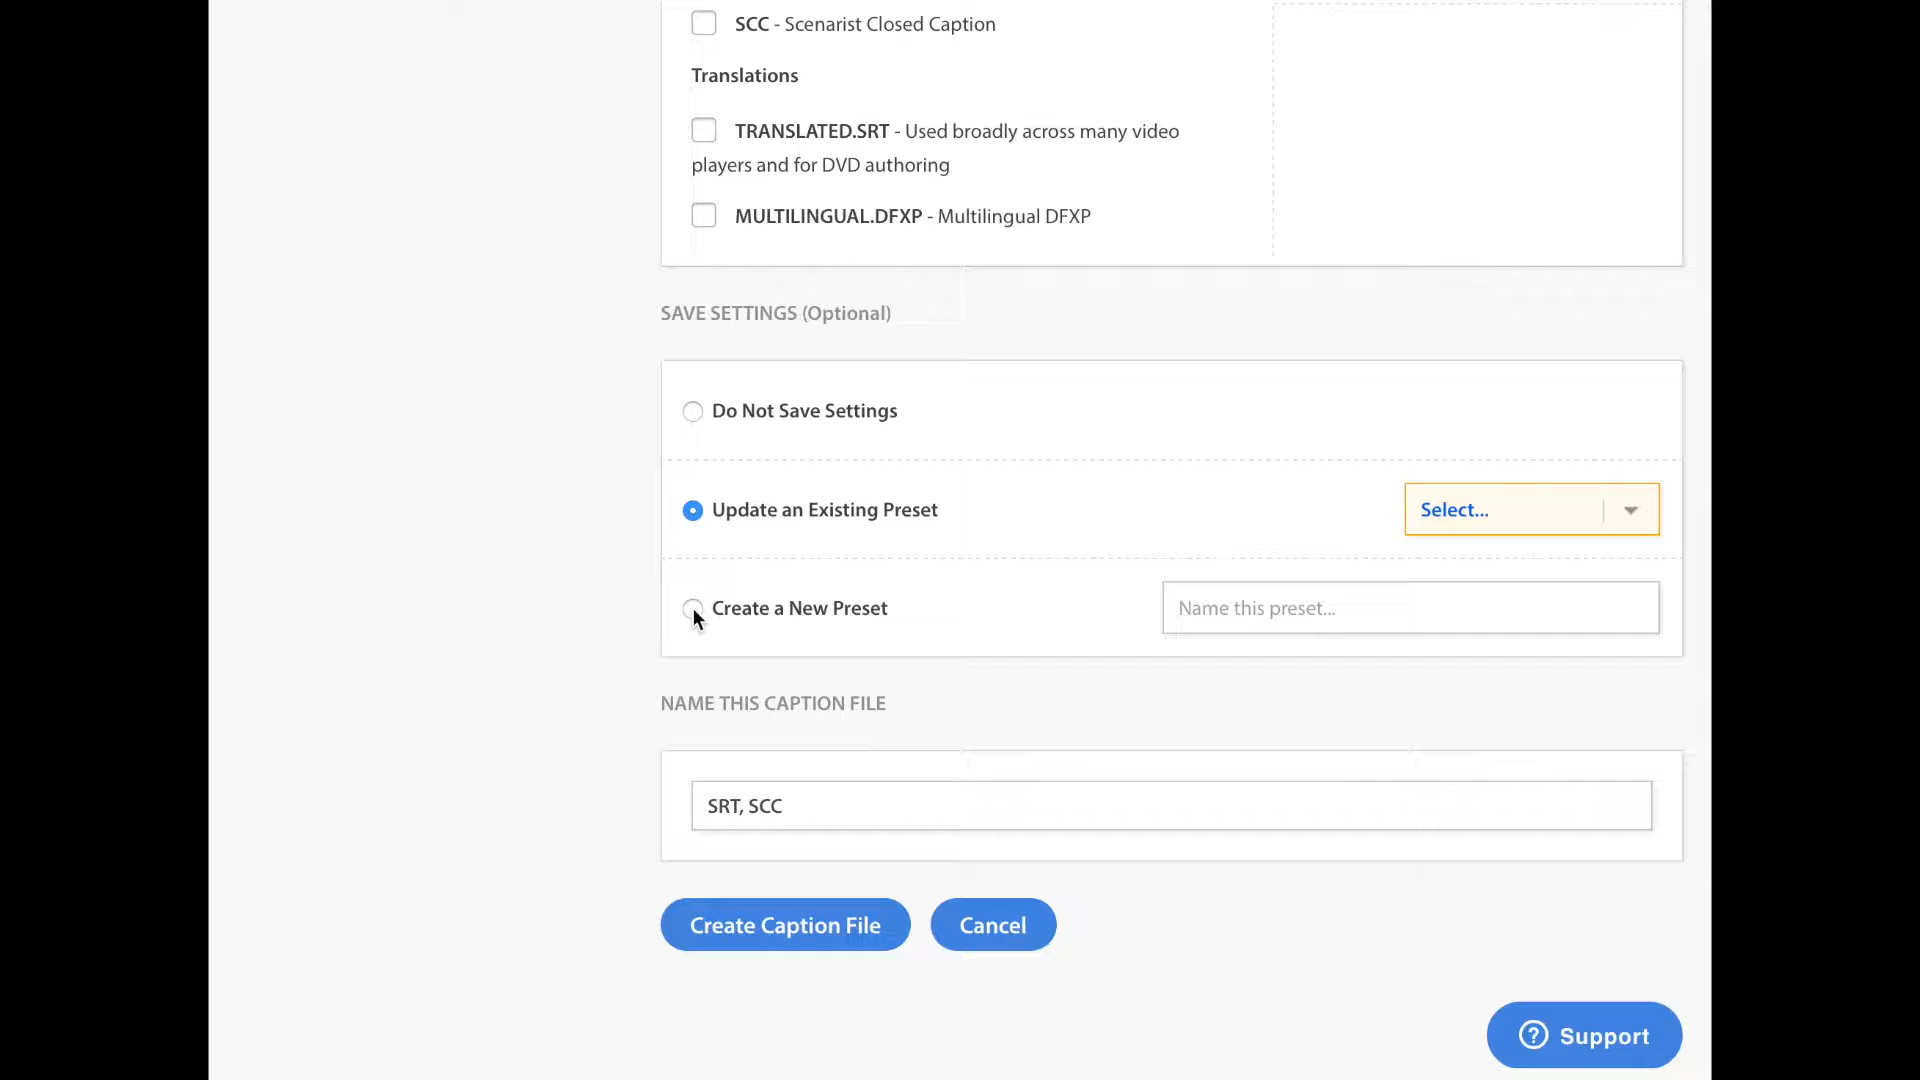 SCC - Scenarist Closed Caption
Translations
TRANSLATED.SRT - Used broadly across many video
players and for DVD authoring
MULTILINGUAL.DFXP - Multilingual DFXP
SAVE SETTINGS (Optional)
Do Not Save Settings
Update an Existing Preset
Select...
Create a New Preset
Name this preset...
NAME THIS CAPTION FILE
SRT, SCC
Create Caption File
Cancel
? Support